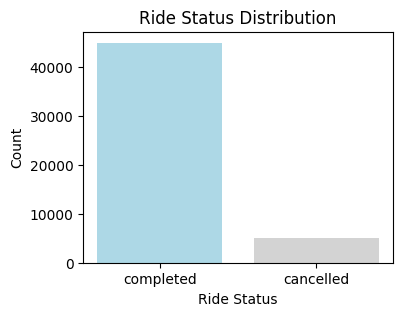 Ride Status Distribution
Count
40000
30000
20000
10000
0
completed cancelled
Ride Status